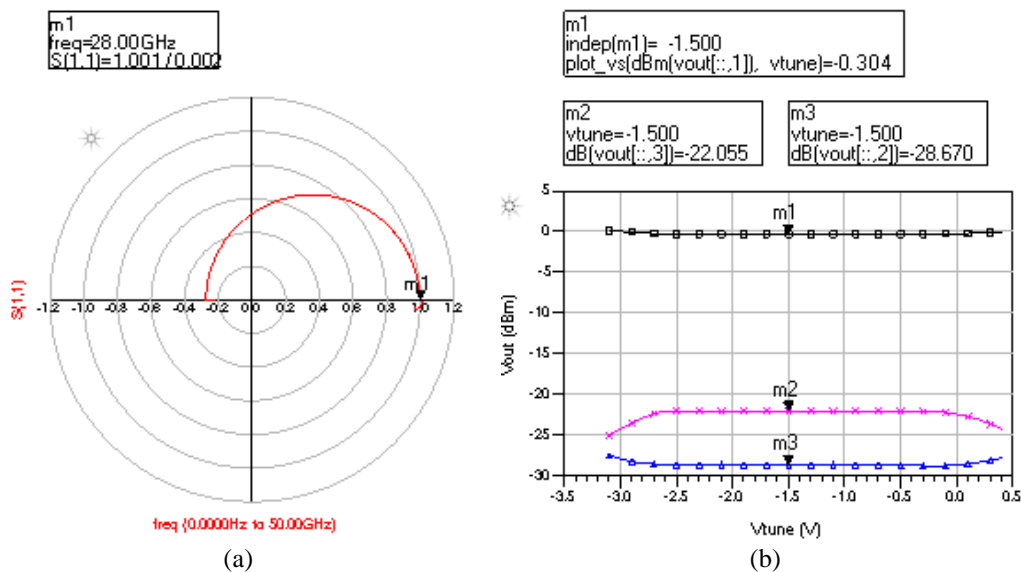 m1
freq=28.00GHz
S(1,1)=1.001/0.002
m1
-1.2 -1.0 -0.8 -0.6 -0.4 -0.2 0.0 0.2 0.4 0.6 0.8 1.0 1.2
S(1,1)
freq (0.0000Hz to 50.00GHz)
(a)
m1
indep(m1)= -1.500
plot_vs(dBm(vout[::,1]), vtune)=-0.304
m2
vtune=-1.500
dB(vout[::,3])=-22.055
m3
vtune=-1.500
dB(vout[::,2])=-28.670
5
0
-5
-10
-15
-20
-25
-30
Vout (dBm)
m1
m2
m3
-3.5 -3.0 -2.5 -2.0 -1.5 -1.0 -0.5 0.0 0.5
Vtune (V)
(b)